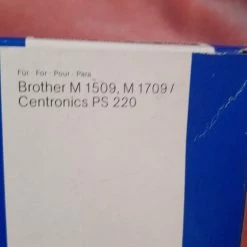 Für · For · Pour · Para
Brother M 1509, M 1709 /
Centronics PS 220